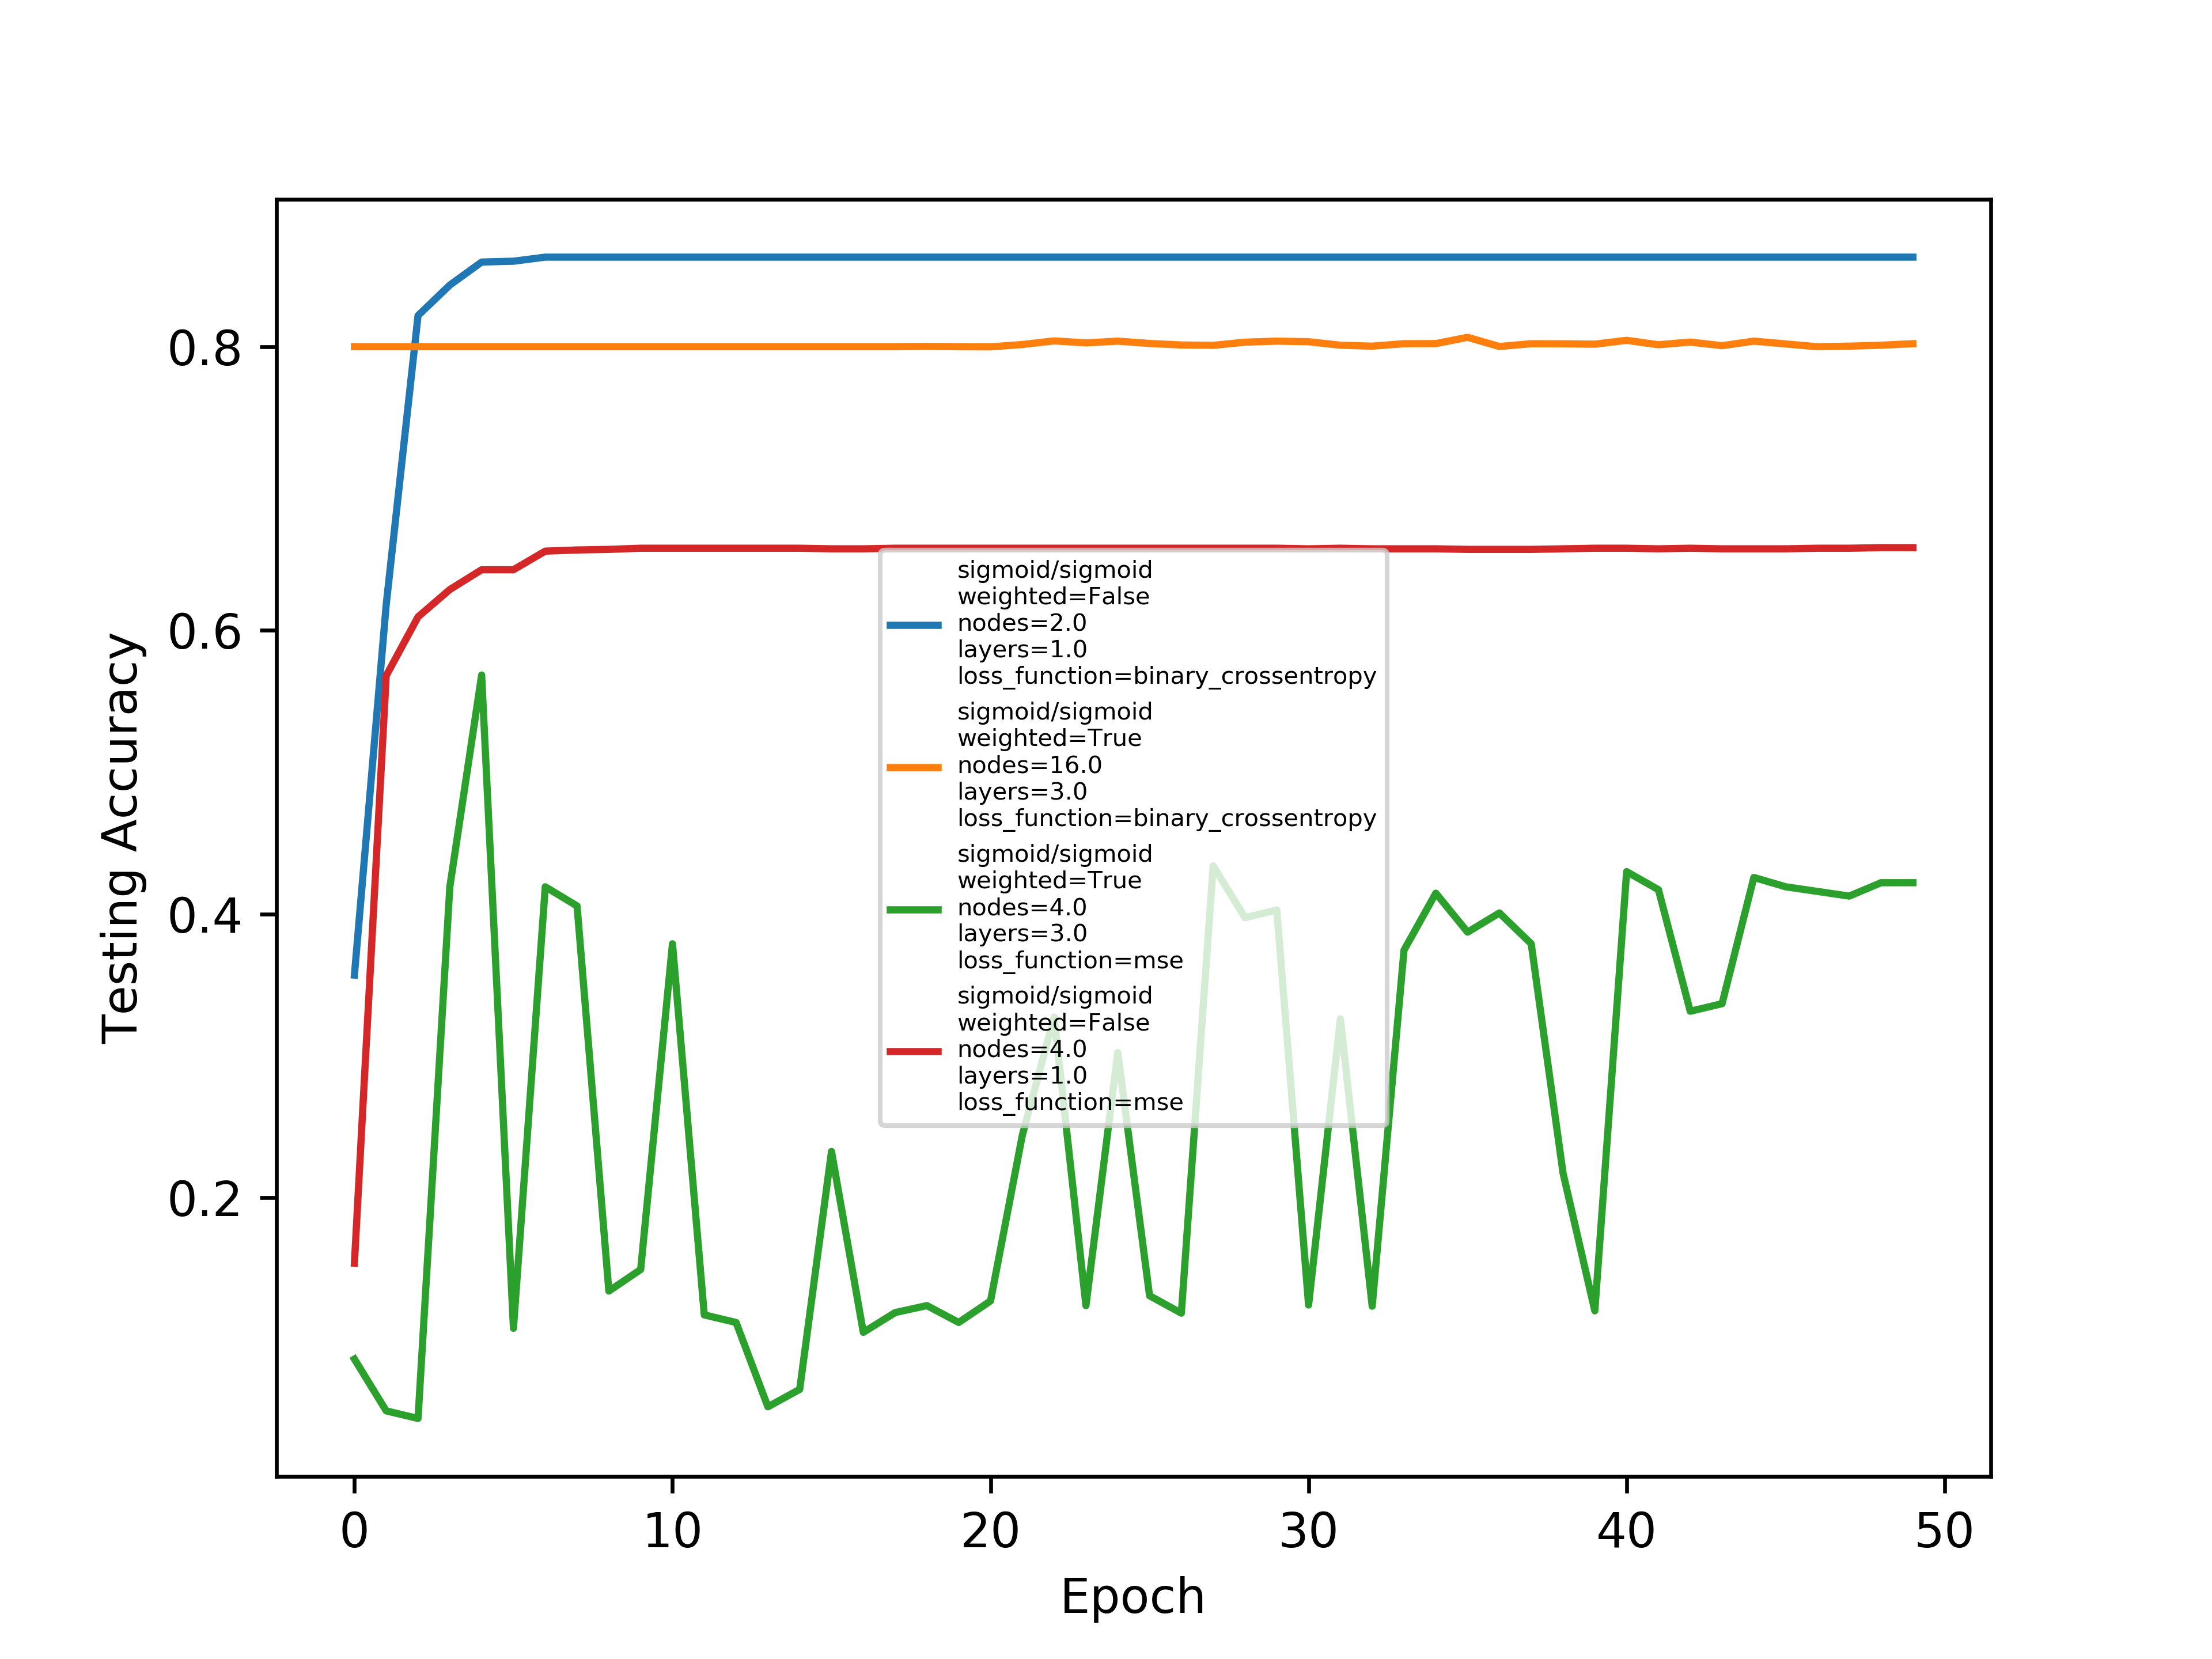 Testing Accuracy
0.8
0.6
0.4
0.2
sigmoid/sigmoid
weighted=False
nodes=2.0
layers=1.0
loss_function=binary_crossentropy
sigmoid/sigmoid
weighted=True
nodes=16.0
layers=3.0
loss_function=binary_crossentropy
sigmoid/sigmoid
weighted=True
nodes=4.0
layers=3.0
loss_function=mse
sigmoid/sigmoid
weighted=False
nodes=4.0
layers=1.0
loss_function=mse
0 10 20 30 40 50
Epoch